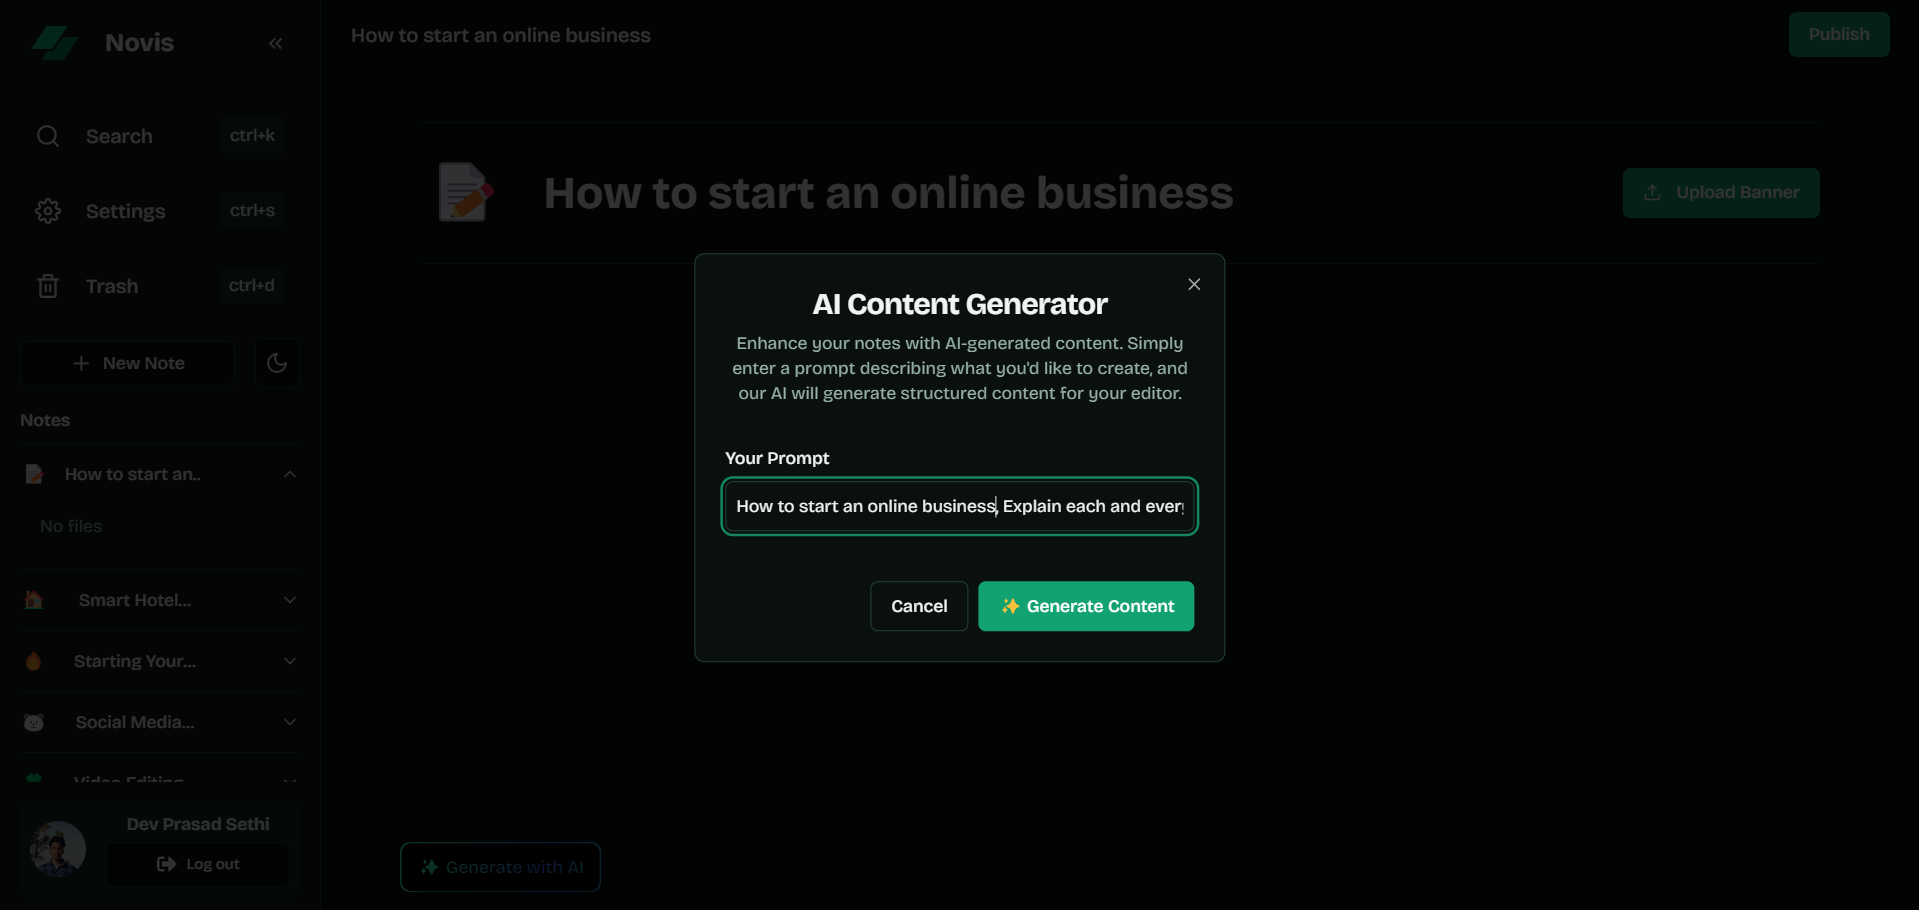 Novis
How to start an online business
Publish
Search ctrl+k
Settings ctrl+s
Trash ctrl+d
New Note
Notes
How to start an..
No files
Smart Hotel...
Starting Your...
Social Media...
Video Editing
Dev Prasad Sethi
Log out
How to start an online business
Upload Banner
AI Content Generator
Enhance your notes with AI-generated content. Simply
enter a prompt describing what you'd like to create, and
our AI will generate structured content for your editor.
Your Prompt
How to start an online business, Explain each and every
Cancel
Generate Content
Generate with AI